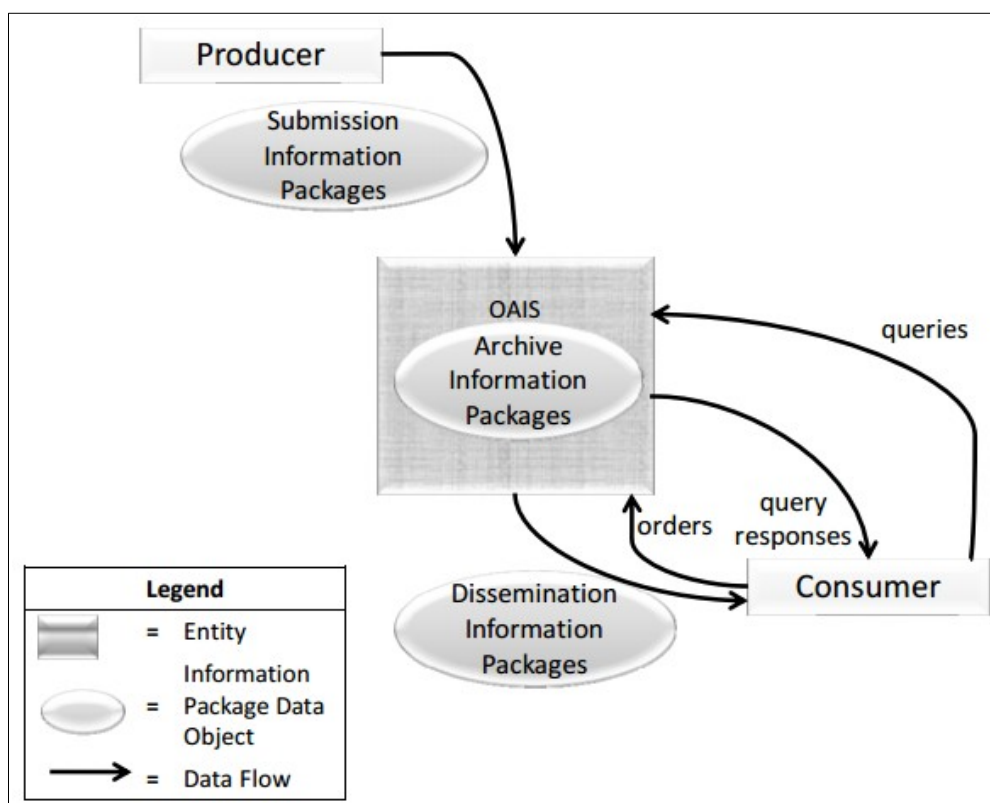 Producer
Submission
Information
Packages
OAIS
Archive
Information
Packages
queries
query
responses
orders
Consumer
Dissemination
Information
Packages
Legend
= Entity
Information
= Package Data
Object
= Data Flow